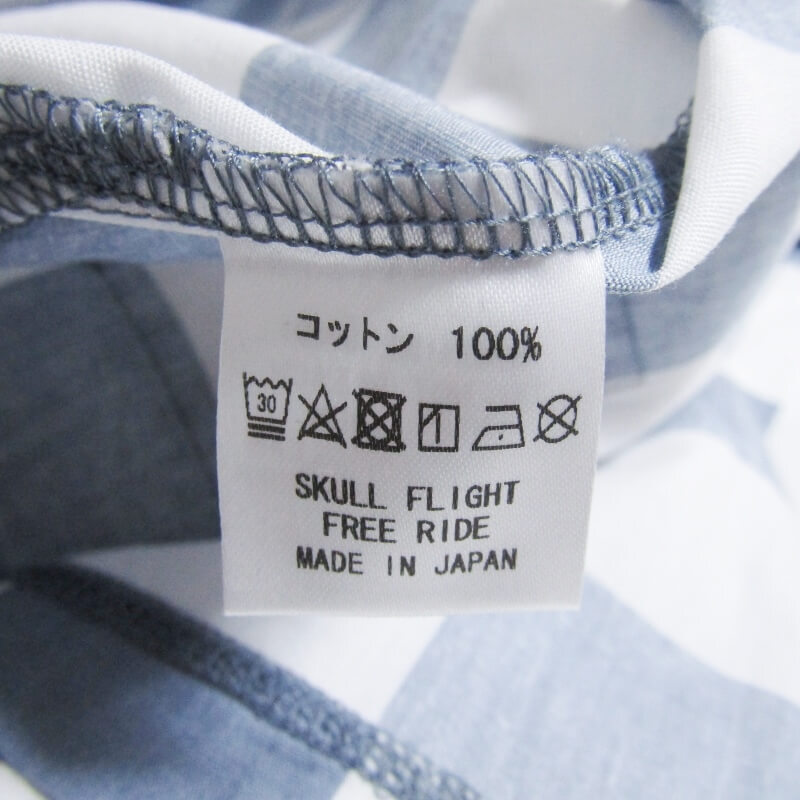 コットン 100%
30
SKULL FLIGHT
FREE RIDE
MADE IN JAPAN